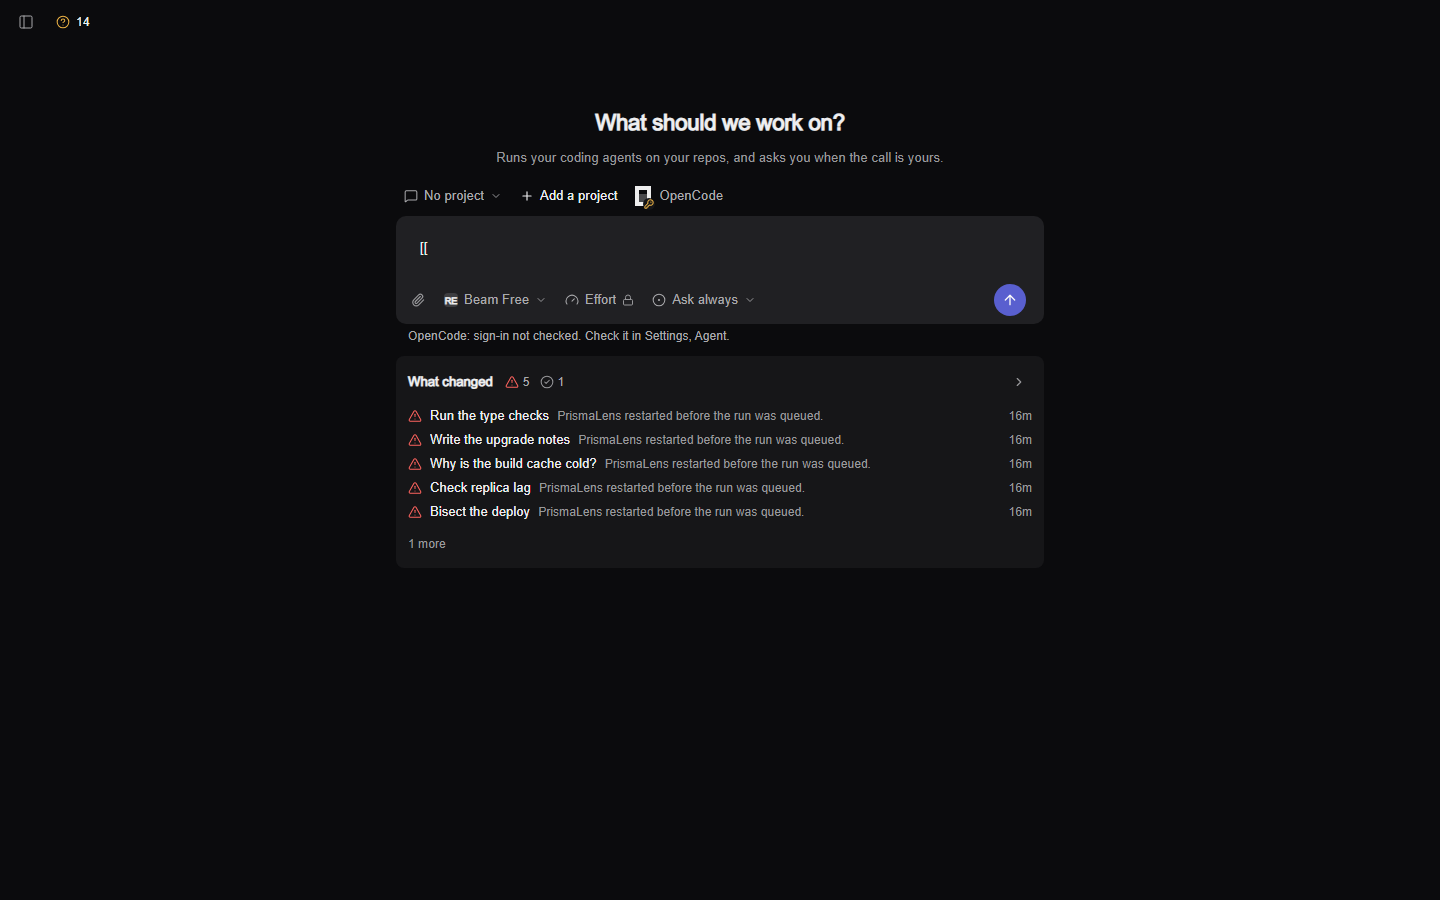 14
What should we work on?
Runs your coding agents on your repos, and asks you when the call is yours.
No project
Add a project
OpenCode
[[
RE Beam Free
Effort
Ask always
OpenCode: sign-in not checked. Check it in Settings, Agent.
What changed 5 1
Run the type checks PrismaLens restarted before the run was queued. 16m
Write the upgrade notes PrismaLens restarted before the run was queued. 16m
Why is the build cache cold? PrismaLens restarted before the run was queued. 16m
Check replica lag PrismaLens restarted before the run was queued. 16m
Bisect the deploy PrismaLens restarted before the run was queued. 16m
1 more